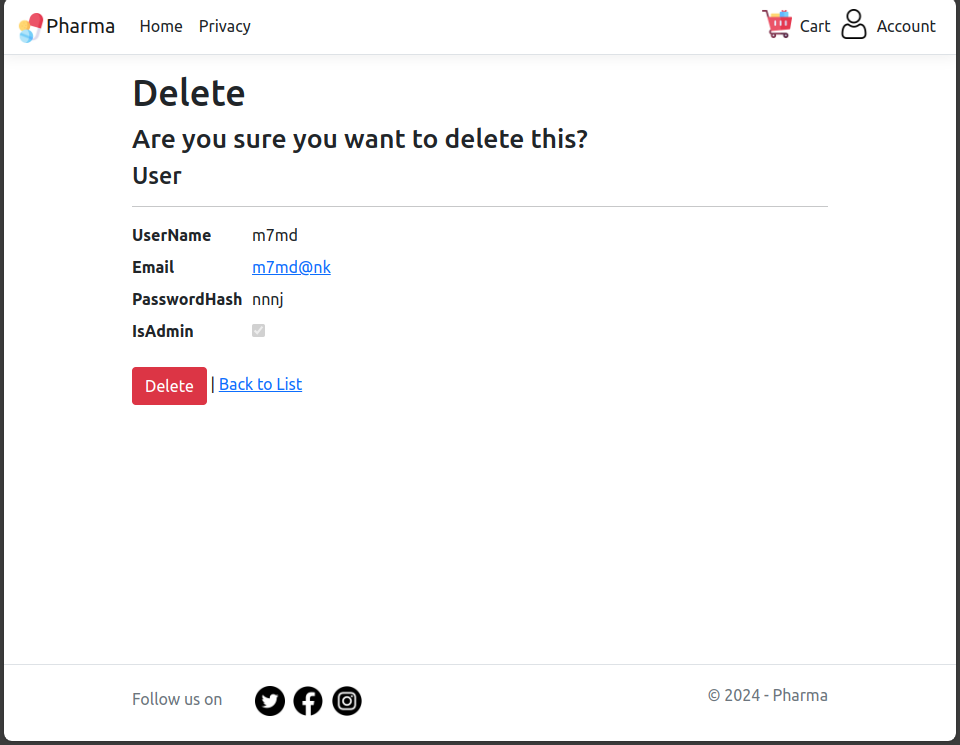 Pharma Home Privacy Cart Account
Delete
Are you sure you want to delete this?
User
UserName m7md
Email m7md@nk
PasswordHash nnnj
IsAdmin
Delete | Back to List
Follow us on © 2024 - Pharma